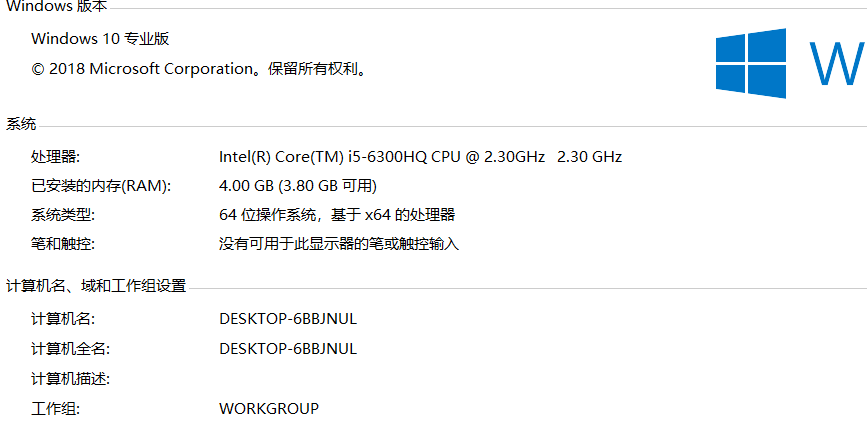 Windows 版本
Windows 10 专业版
© 2018 Microsoft Corporation。保留所有权利。
W
系统
处理器: Intel(R) Core(TM) i5-6300HQ CPU @ 2.30GHz 2.30 GHz
已安装的内存(RAM): 4.00 GB (3.80 GB 可用)
系统类型: 64 位操作系统，基于 x64 的处理器
笔和触控: 没有可用于此显示器的笔或触控输入
计算机名、域和工作组设置
计算机名: DESKTOP-6BBJNUL
计算机全名: DESKTOP-6BBJNUL
计算机描述:
工作组: WORKGROUP